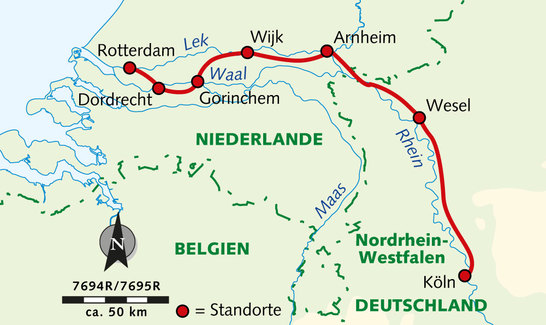 Rotterdam
Lek
Wijk
Arnheim
Waal
Dordrecht
Gorinchem
Wesel
NIEDERLANDE
Rhein
Maas
N
BELGIEN
Nordrhein-
Westfalen
Köln
7694R/7695R
ca. 50 km
= Standorte
DEUTSCHLAND